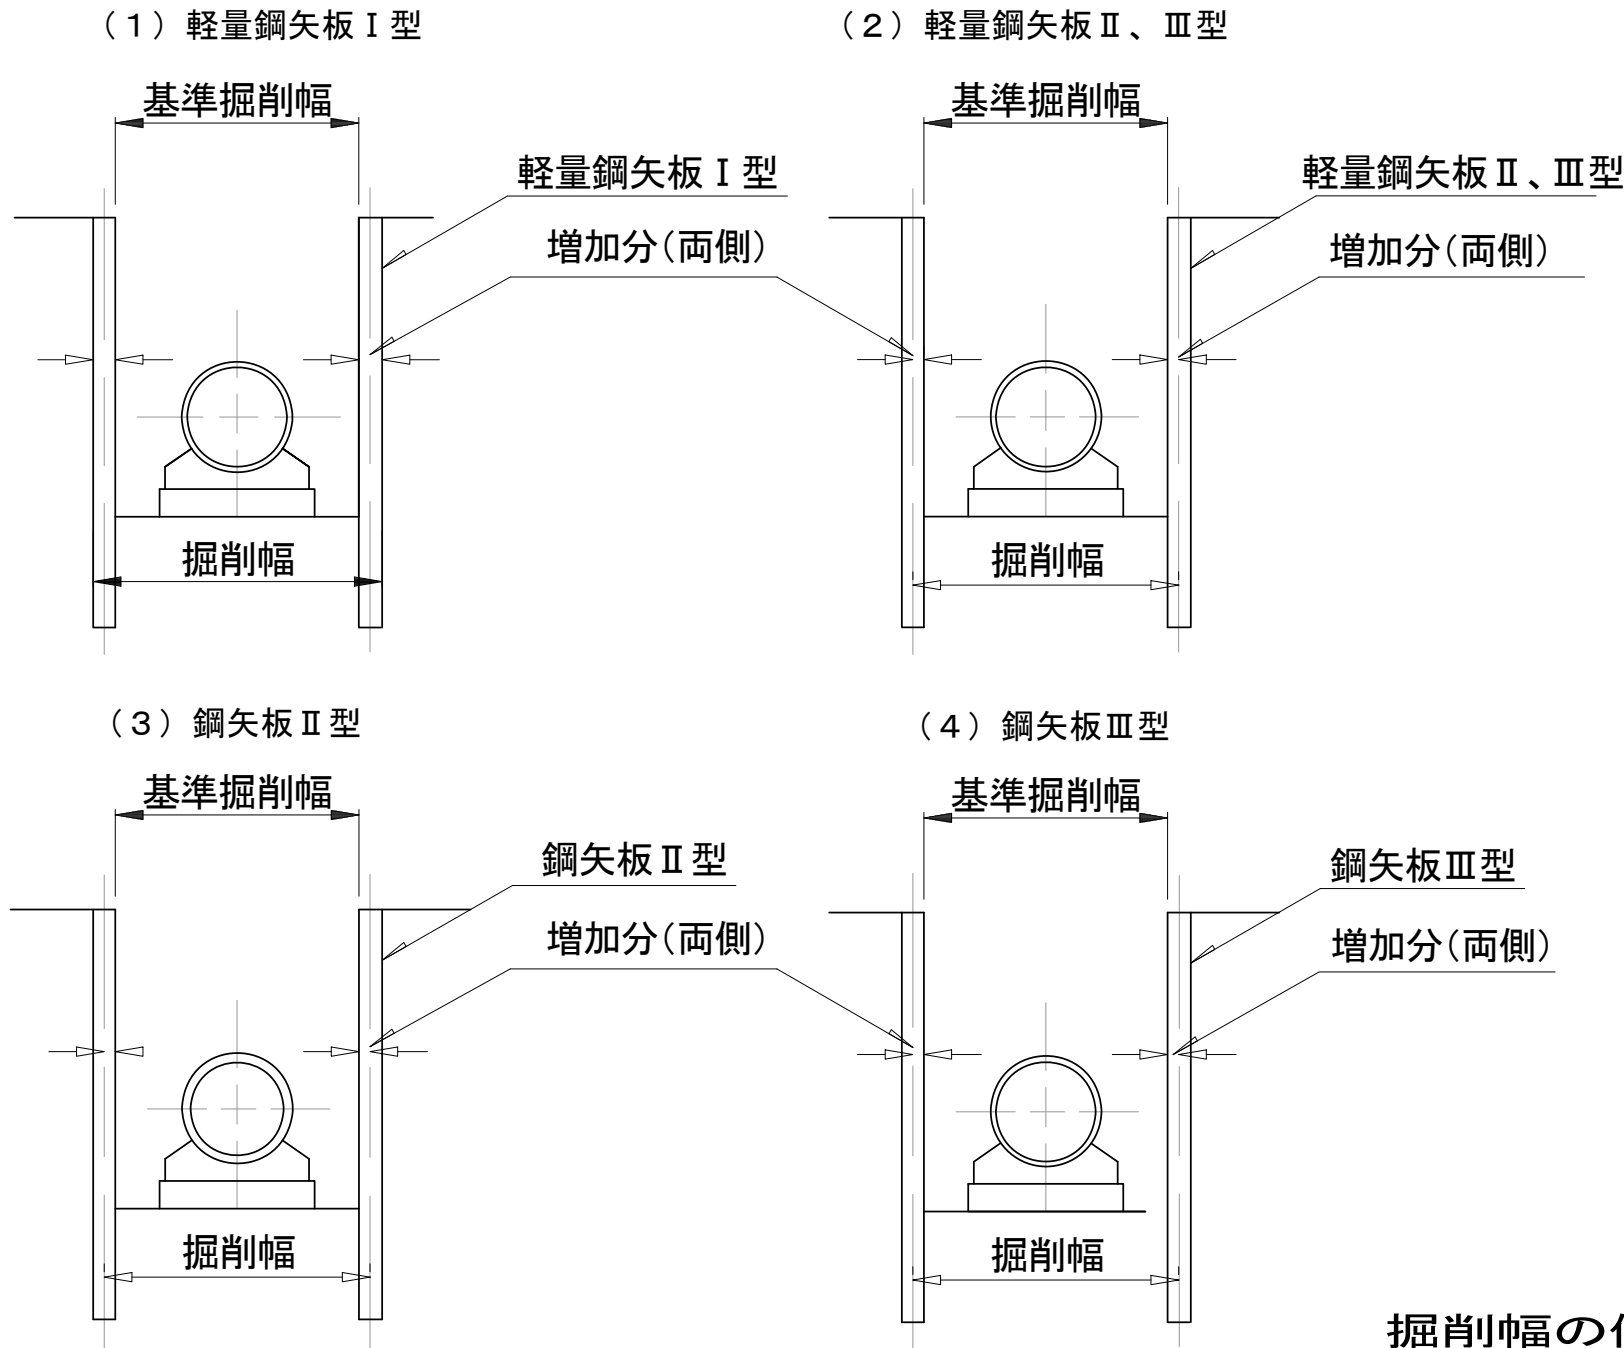 （１）軽量鋼矢板Ⅰ型
基準掘削幅
軽量鋼矢板Ⅰ型
増加分（両側）
掘削幅
（２）軽量鋼矢板Ⅱ、Ⅲ型
基準掘削幅
軽量鋼矢板Ⅱ、Ⅲ型
増加分（両側）
掘削幅
（３）鋼矢板Ⅱ型
基準掘削幅
鋼矢板Ⅱ型
増加分（両側）
掘削幅
（４）鋼矢板Ⅲ型
基準掘削幅
鋼矢板Ⅲ型
増加分（両側）
掘削幅
掘削幅の